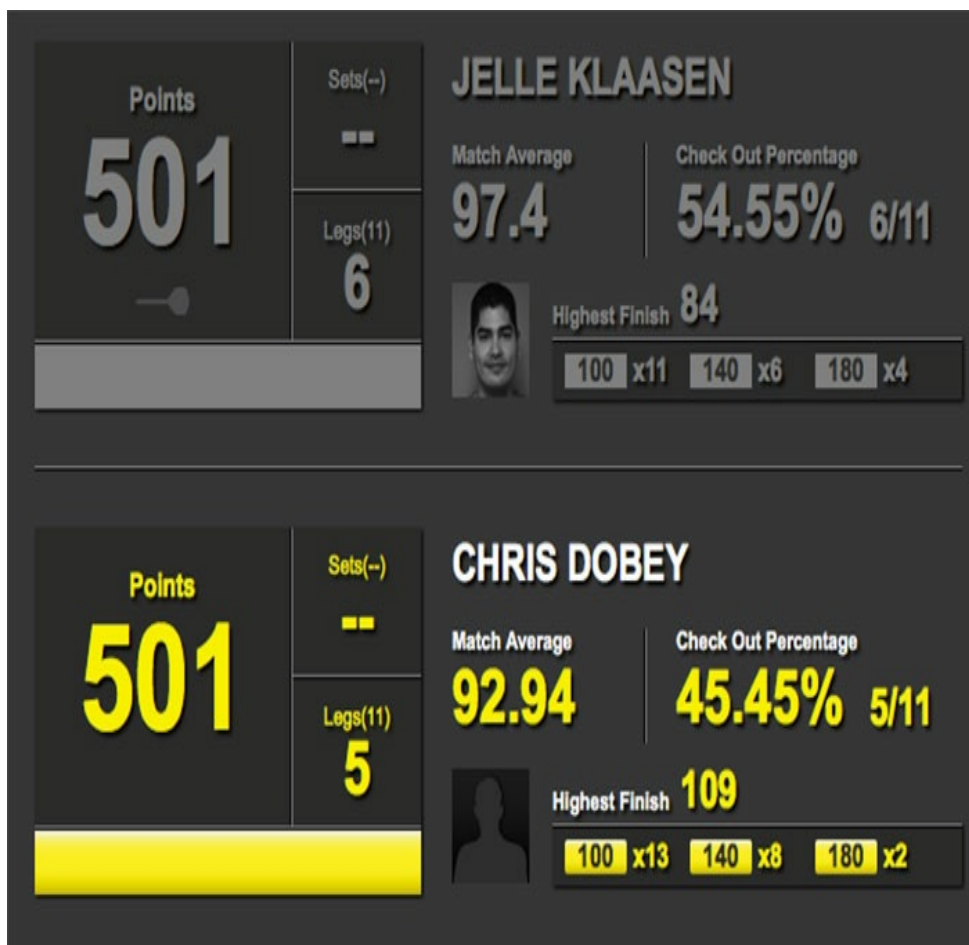 Points
501
Sets(--)
--
Legs(11)
6
JELLE KLAASEN
Match Average
97.4
Check Out Percentage
54.55% 6/11
Highest Finish 84
100 x11 140 x6 180 x4
Points
501
Sets(--)
--
Legs(11)
5
CHRIS DOBEY
Match Average
92.94
Check Out Percentage
45.45% 5/11
Highest Finish 109
100 x13 140 x8 180 x2